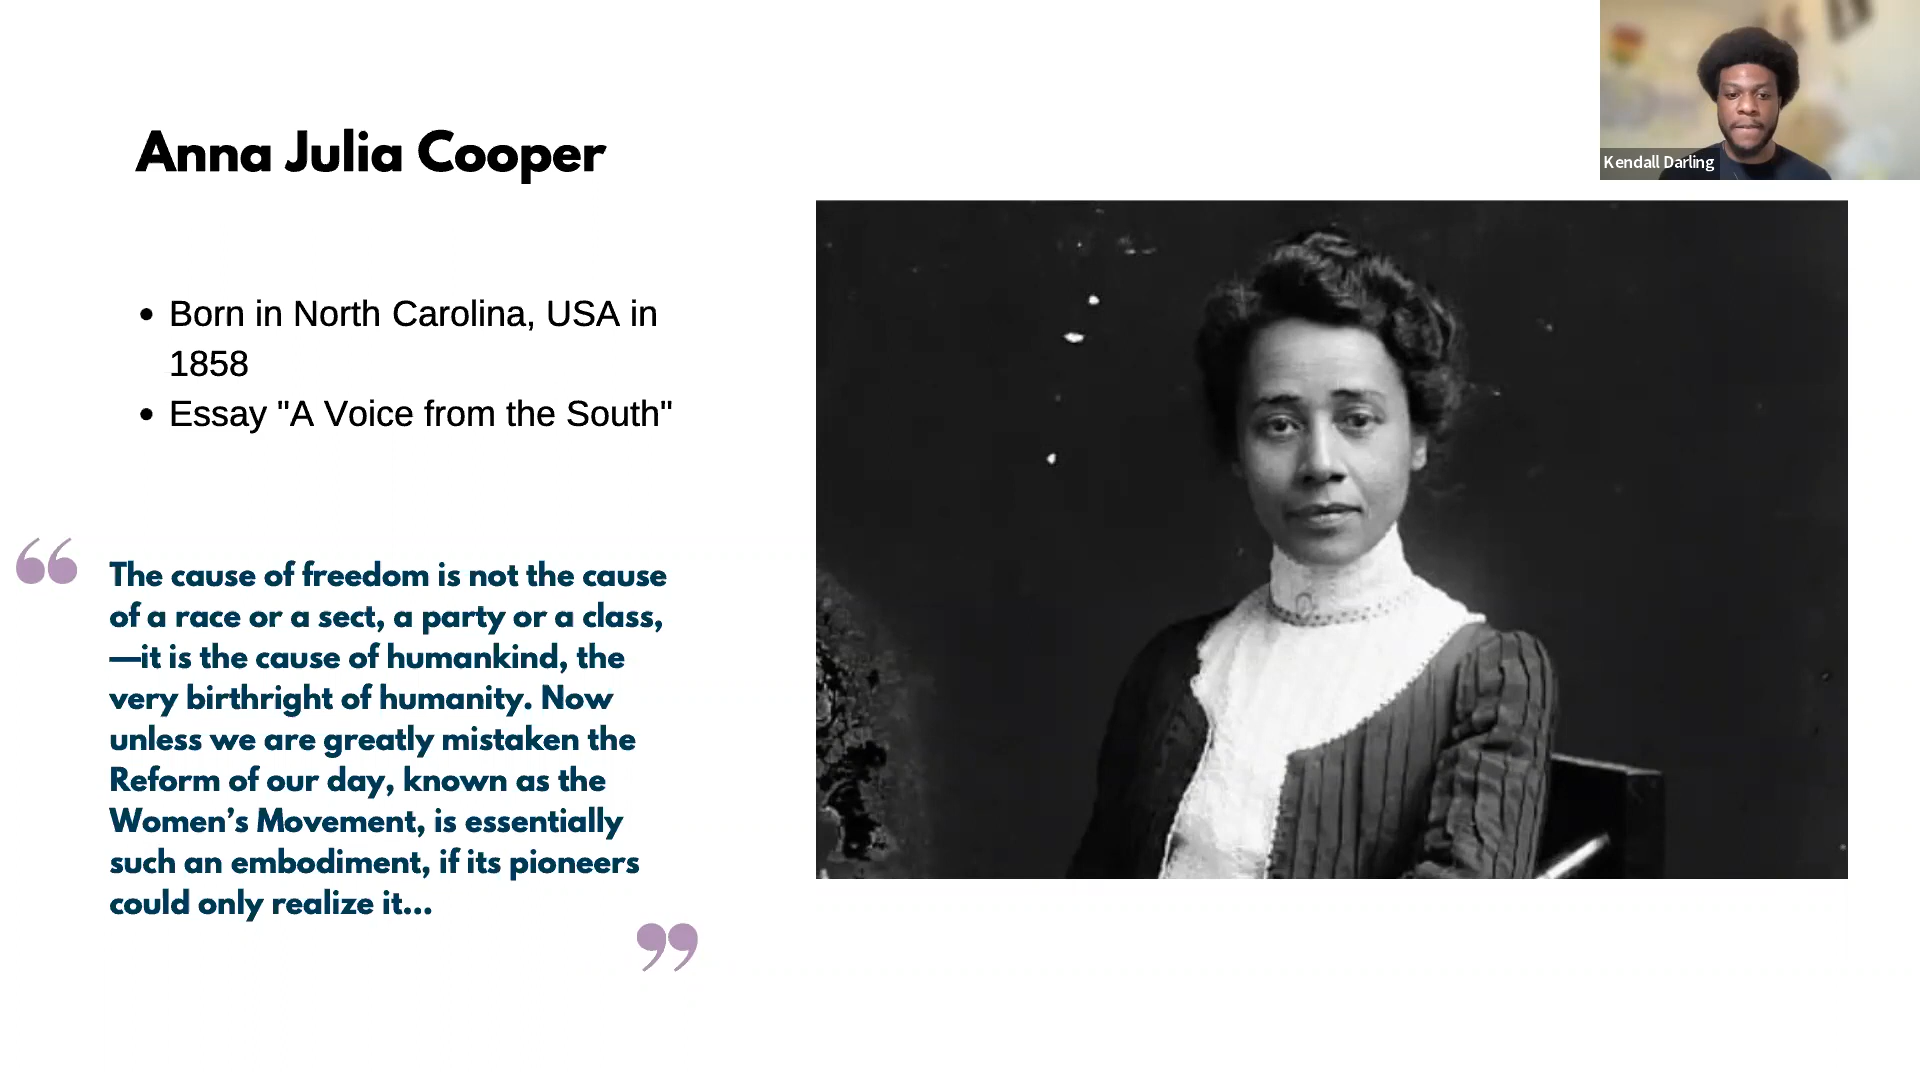 Anna Julia Cooper
Kendall Darling
• Born in North Carolina, USA in
1858
• Essay "A Voice from the South"
“
The cause of freedom is not the cause
of a race or a sect, a party or a class,
—it is the cause of humankind, the
very birthright of humanity. Now
unless we are greatly mistaken the
Reform of our day, known as the
Women’s Movement, is essentially
such an embodiment, if its pioneers
could only realize it...
”